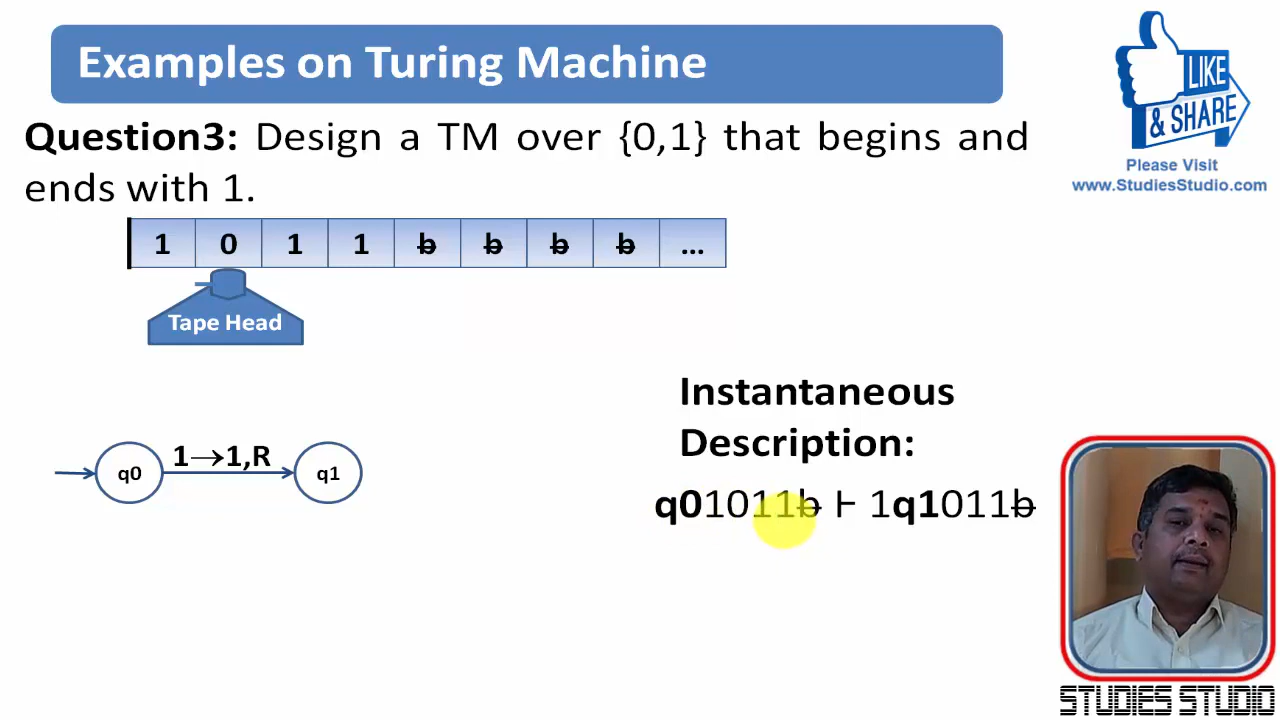 Examples on Turing Machine
LIKE
& SHARE
Please Visit
www.StudiesStudio.com
Question3: Design a TM over {0,1} that begins and
ends with 1.
1 0 1 1 ƀ ƀ ƀ ƀ ...
Tape Head
Instantaneous
Description:
q0 1→1,R q1
q01011ƀ ⊢ 1q1011ƀ
STUDIES STUDIO